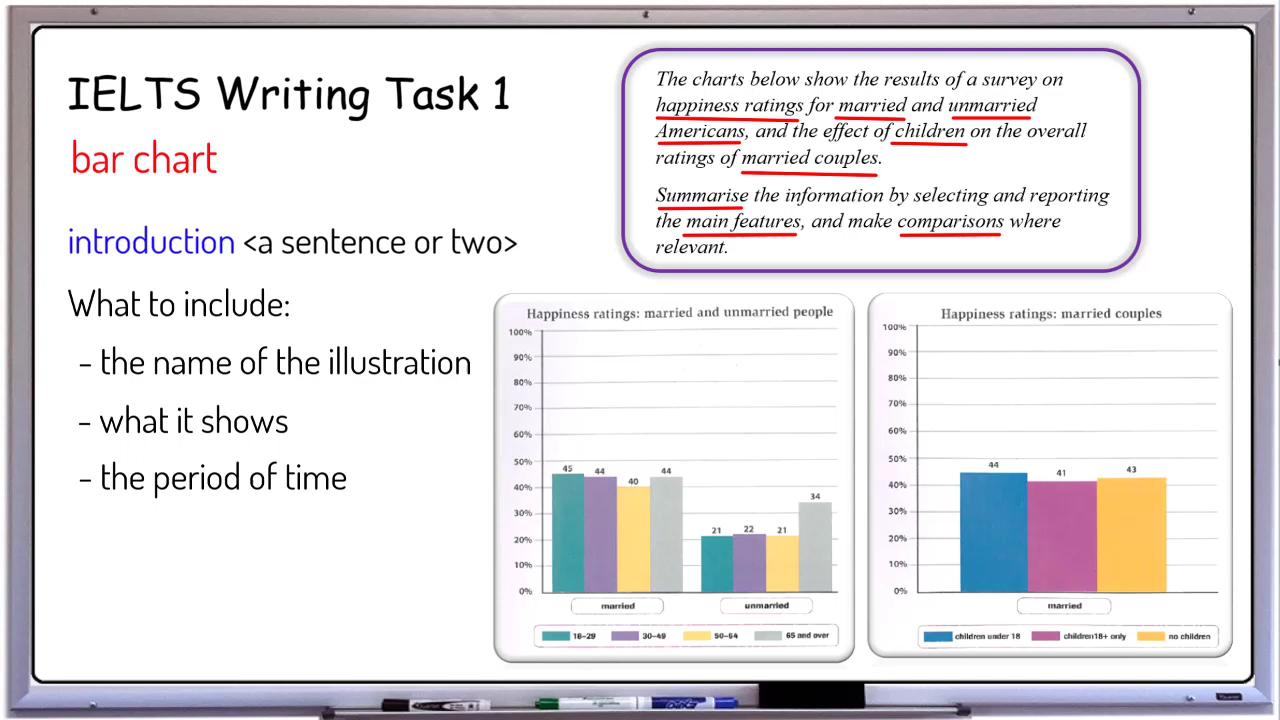 IELTS Writing Task 1
bar chart
introduction <a sentence or two>
What to include:
- the name of the illustration
- what it shows
- the period of time
The charts below show the results of a survey on
happiness ratings for married and unmarried
Americans, and the effect of children on the overall
ratings of married couples.
Summarise the information by selecting and reporting
the main features, and make comparisons where
relevant.
Happiness ratings: married and unmarried people
100%
90%
80%
70%
60%
50%
40%
30%
20%
10%
0%
45 44 40 44
21 22 21 34
married unmarried
18-29 30-49 50-64 65 and over
Happiness ratings: married couples
100%
90%
80%
70%
60%
50%
40%
30%
20%
10%
0%
44 41 43
married
children under 18 children18+ only no children